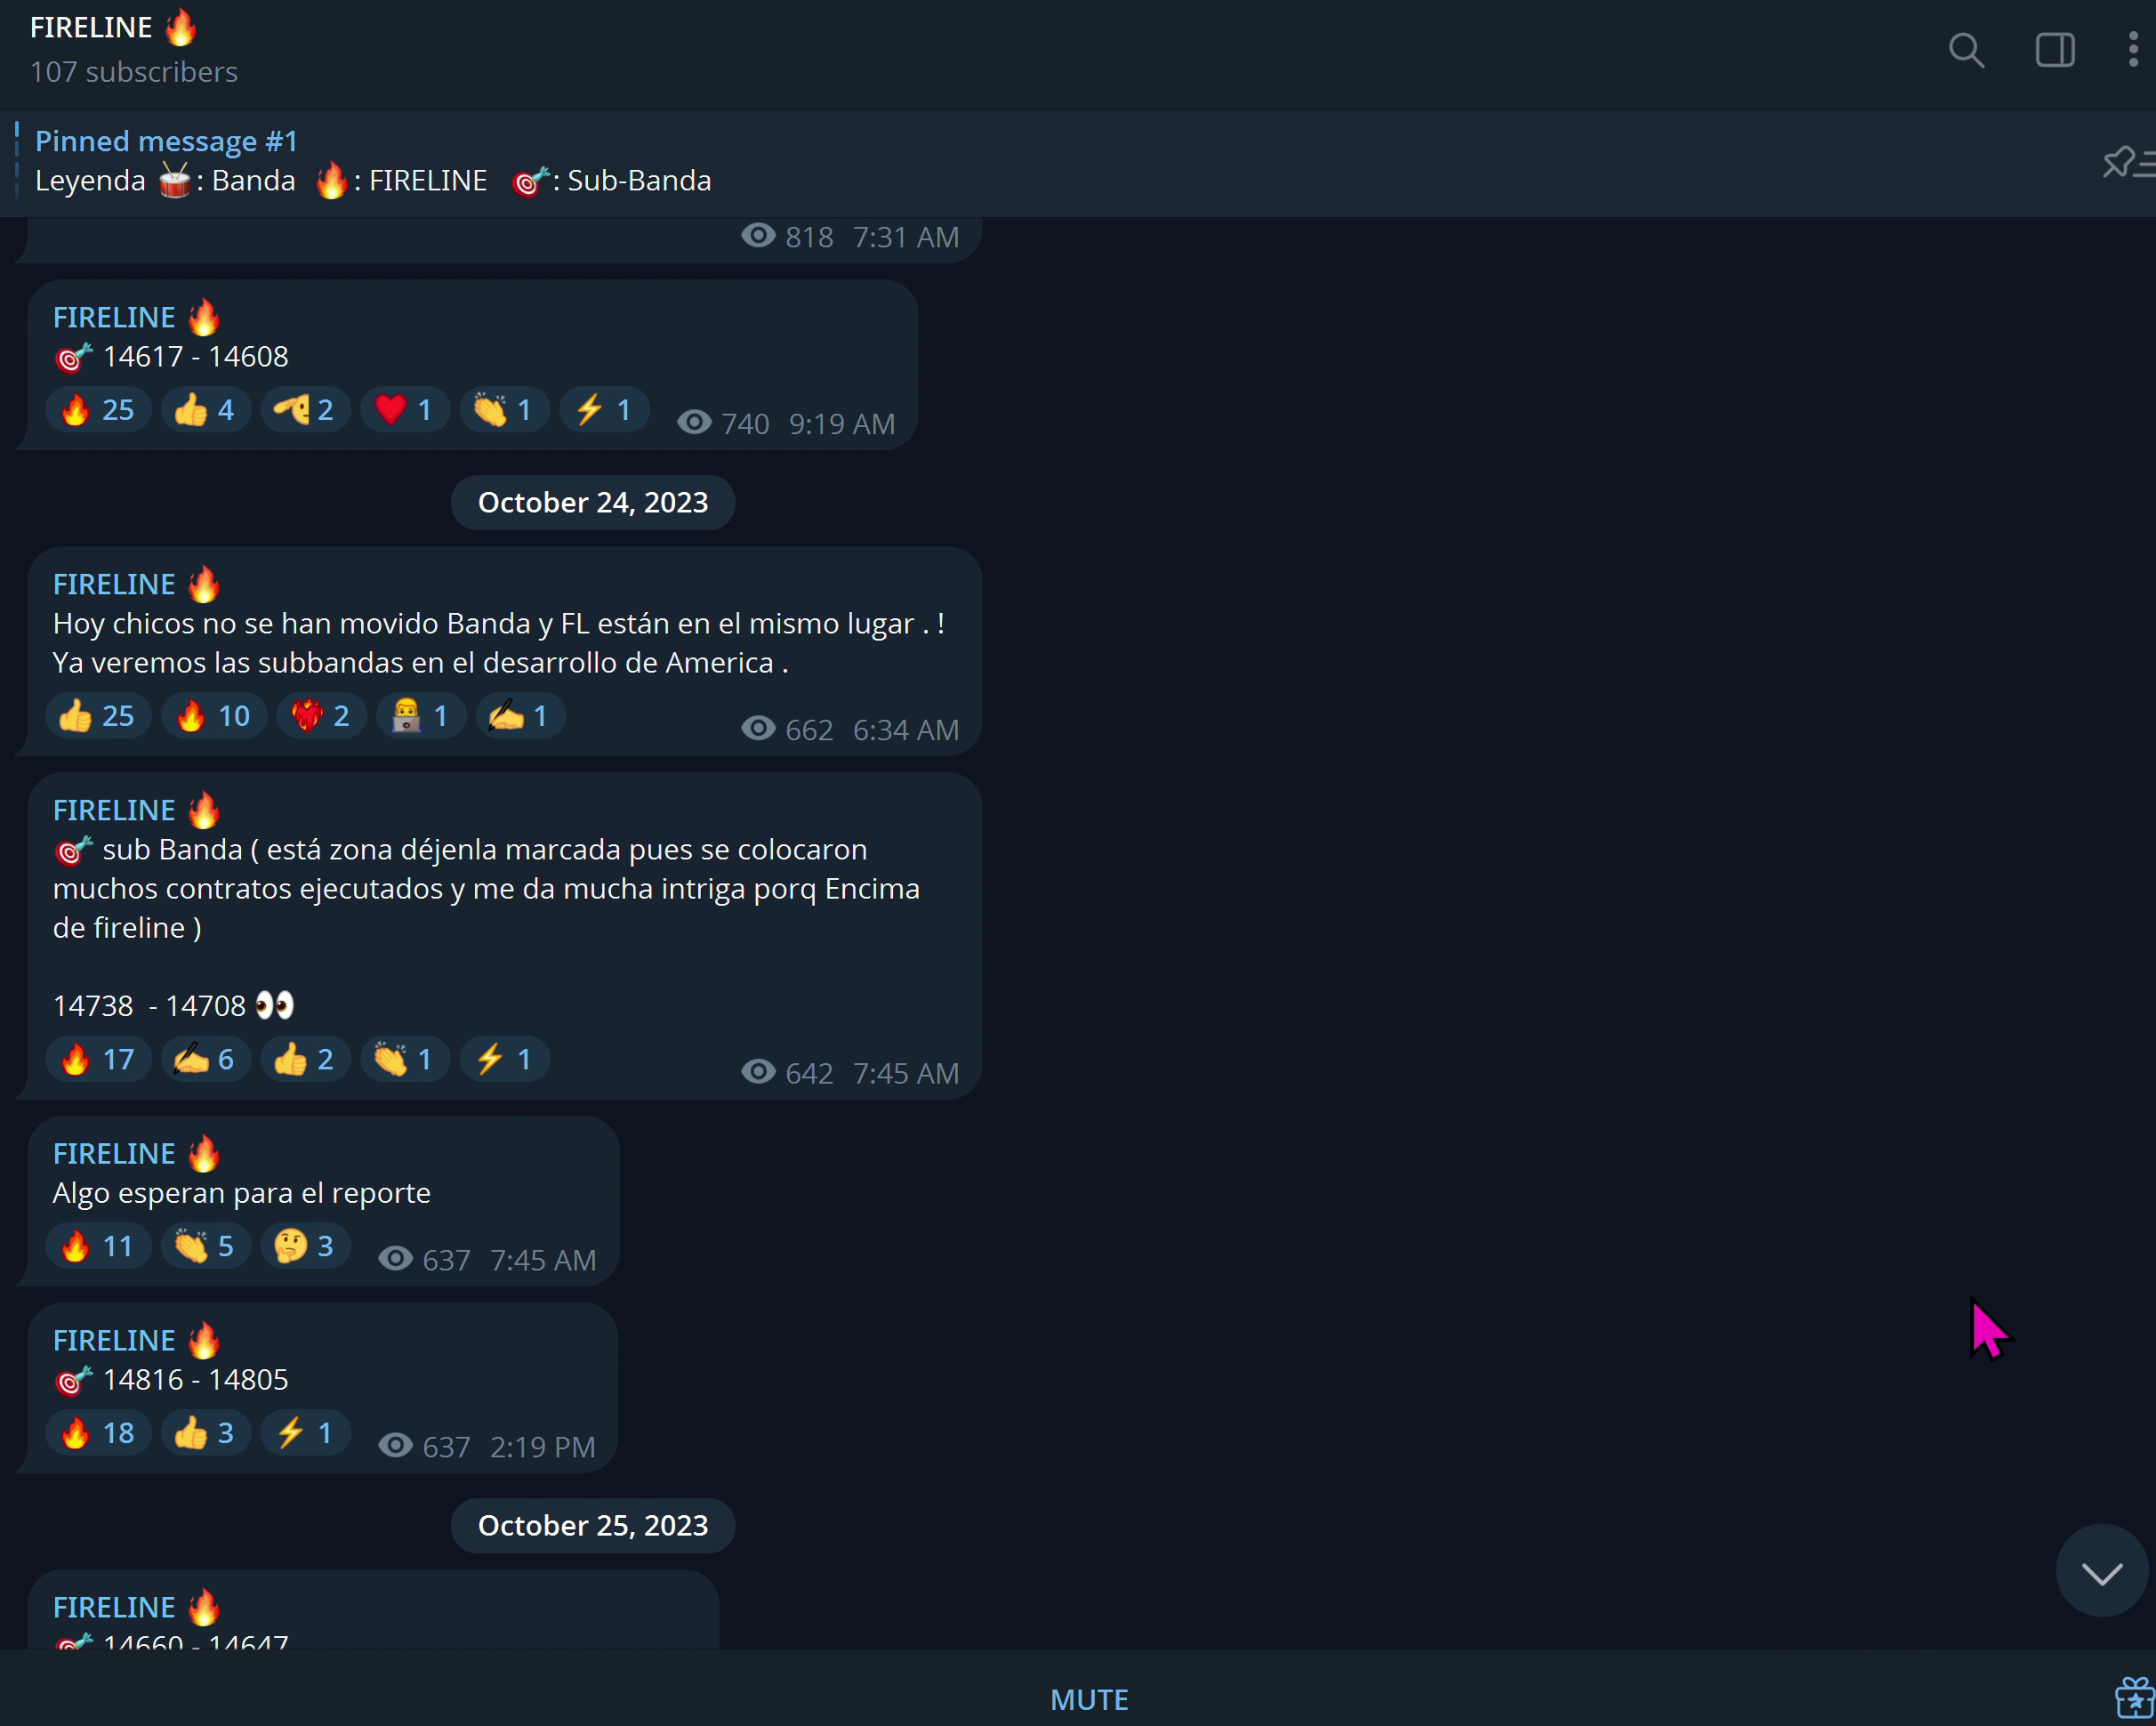 FIRELINE 🔥
107 subscribers
Pinned message #1
Leyenda 🥁: Banda 🔥: FIRELINE 🎯: Sub-Banda
818 7:31 AM
FIRELINE 🔥
🎯 14617 - 14608
🔥 25 👍 4 🫡 2 ❤️ 1 👏 1 ⚡ 1 740 9:19 AM
October 24, 2023
FIRELINE 🔥
Hoy chicos no se han movido Banda y FL están en el mismo lugar . !
Ya veremos las subbandas en el desarrollo de America .
👍 25 🔥 10 ❤️‍🔥 2 👨‍💻 1 ✍️ 1 662 6:34 AM
FIRELINE 🔥
🎯 sub Banda ( está zona déjenla marcada pues se colocaron
muchos contratos ejecutados y me da mucha intriga porq Encima
de fireline )
14738 - 14708 👀
🔥 17 ✍️ 6 👍 2 👏 1 ⚡ 1 642 7:45 AM
FIRELINE 🔥
Algo esperan para el reporte
🔥 11 👏 5 🤔 3 637 7:45 AM
FIRELINE 🔥
🎯 14816 - 14805
🔥 18 👍 3 ⚡ 1 637 2:19 PM
October 25, 2023
FIRELINE 🔥
🎯 14660 - 14647
MUTE